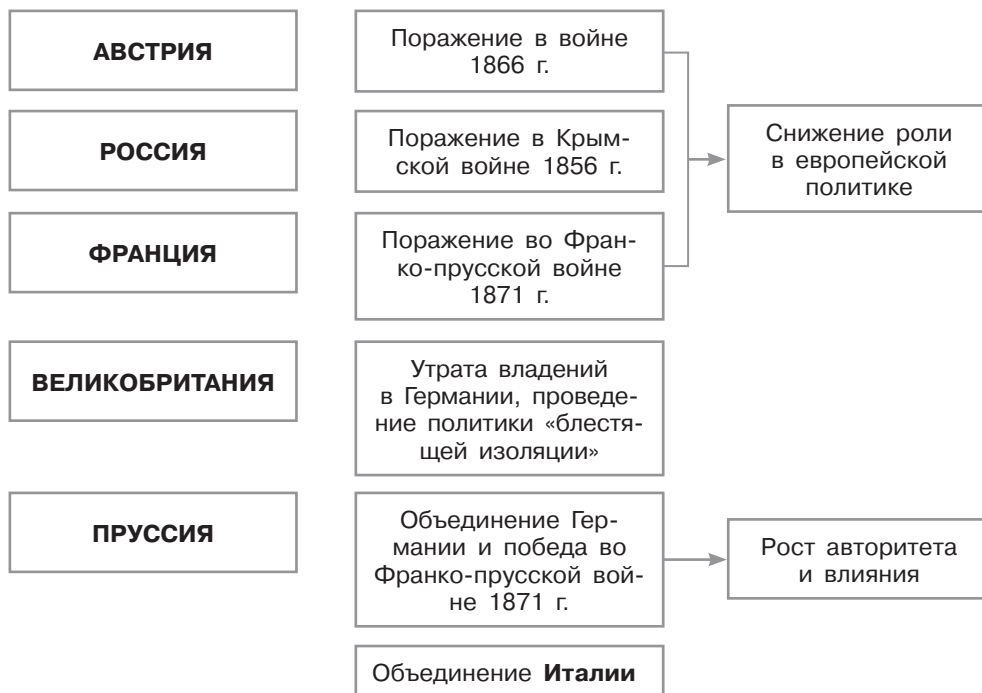 АВСТРИЯ
Поражение в войне
1866 г.
РОССИЯ
Поражение в Крым-
ской войне 1856 г.
Снижение роли
в европейской
политике
ФРАНЦИЯ
Поражение во Фран-
ко-прусской войне
1871 г.
ВЕЛИКОБРИТАНИЯ
Утрата владений
в Германии, проведе-
ние политики «блестя-
щей изоляции»
ПРУССИЯ
Объединение Гер-
мании и победа во
Франко-прусской вой-
не 1871 г.
Рост авторитета
и влияния
Объединение Италии